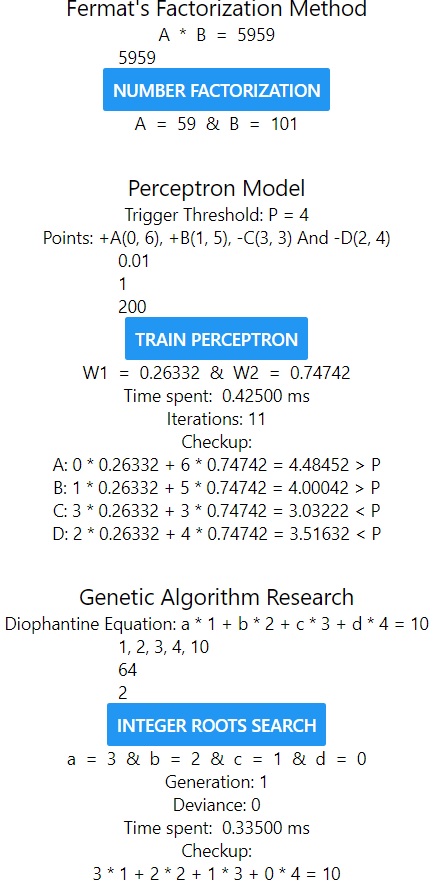 Fermat's Factorization Method
A * B = 5959
5959
NUMBER FACTORIZATION
A = 59 & B = 101
Perceptron Model
Trigger Threshold: P = 4
Points: +A(0, 6), +B(1, 5), -C(3, 3) And -D(2, 4)
0.01
1
200
TRAIN PERCEPTRON
W1 = 0.26332 & W2 = 0.74742
Time spent: 0.42500 ms
Iterations: 11
Checkup:
A: 0 * 0.26332 + 6 * 0.74742 = 4.48452 > P
B: 1 * 0.26332 + 5 * 0.74742 = 4.00042 > P
C: 3 * 0.26332 + 3 * 0.74742 = 3.03222 < P
D: 2 * 0.26332 + 4 * 0.74742 = 3.51632 < P
Genetic Algorithm Research
Diophantine Equation: a * 1 + b * 2 + c * 3 + d * 4 = 10
1, 2, 3, 4, 10
64
2
INTEGER ROOTS SEARCH
a = 3 & b = 2 & c = 1 & d = 0
Generation: 1
Deviance: 0
Time spent: 0.33500 ms
Checkup:
3 * 1 + 2 * 2 + 1 * 3 + 0 * 4 = 10